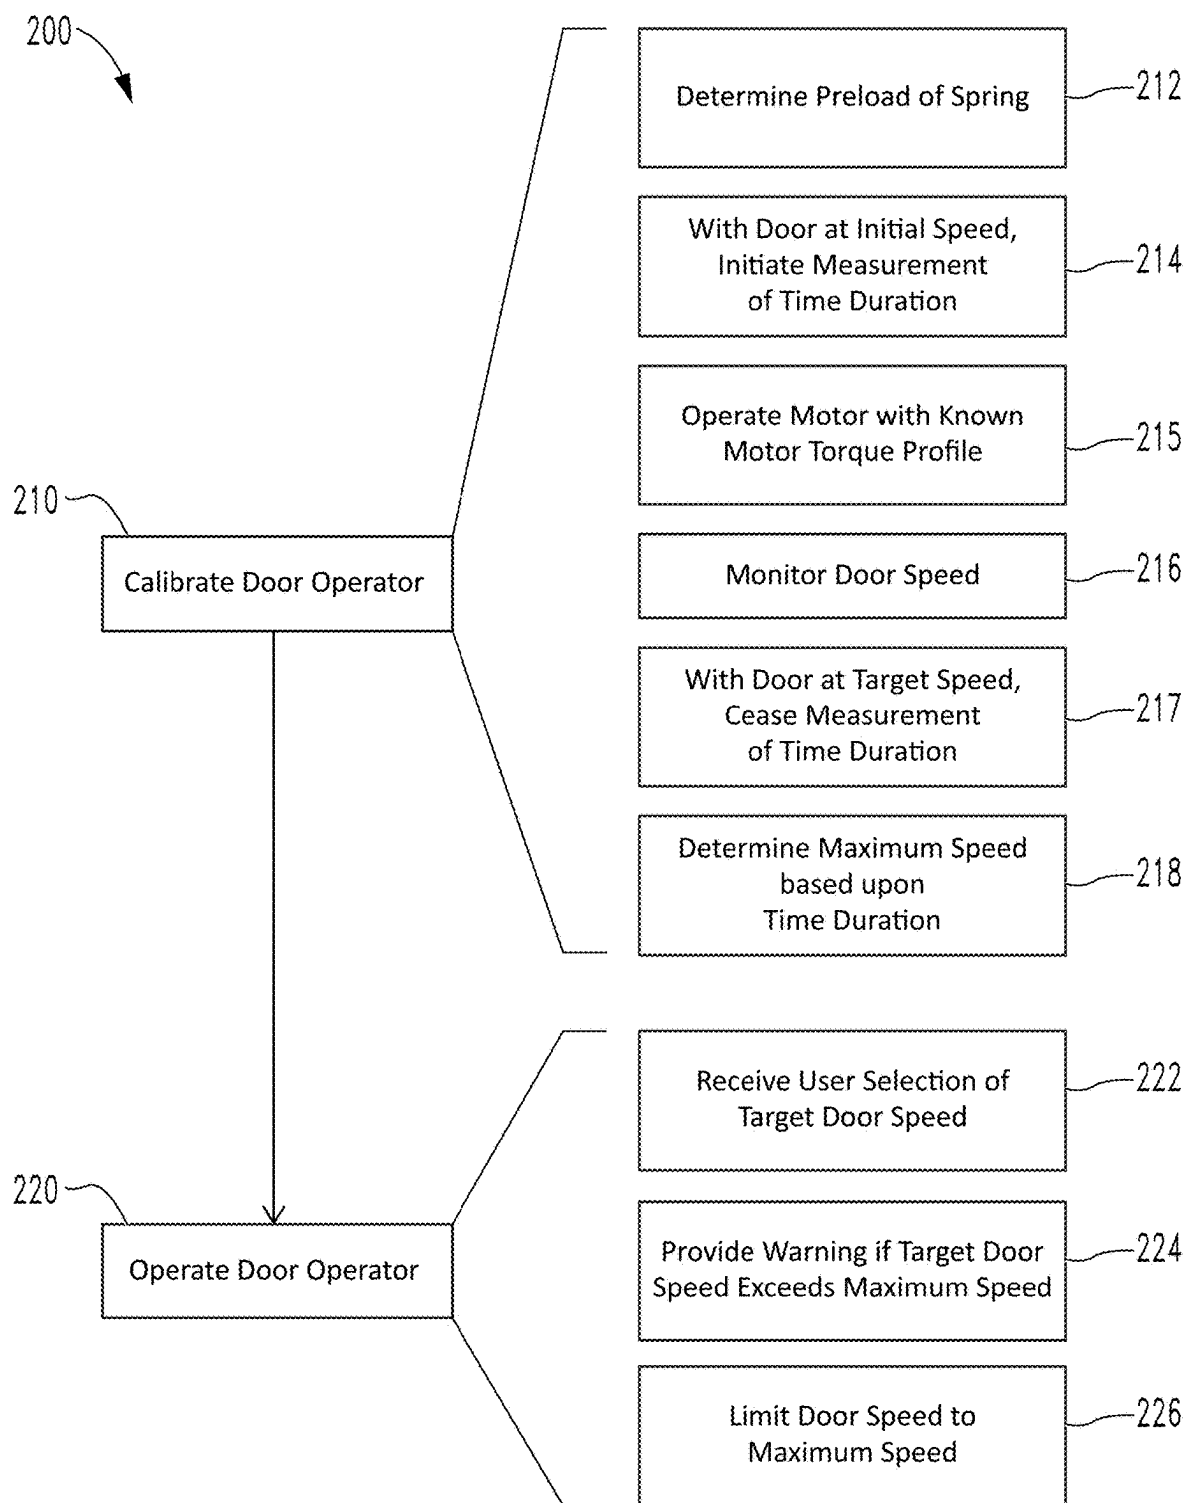 200
Determine Preload of Spring
212
With Door at Initial Speed,
Initiate Measurement
of Time Duration
214
Operate Motor with Known
Motor Torque Profile
215
210
Calibrate Door Operator
Monitor Door Speed
216
With Door at Target Speed,
Cease Measurement
of Time Duration
217
Determine Maximum Speed
based upon
Time Duration
218
Receive User Selection of
Target Door Speed
222
220
Operate Door Operator
Provide Warning if Target Door
Speed Exceeds Maximum Speed
224
Limit Door Speed to
Maximum Speed
226